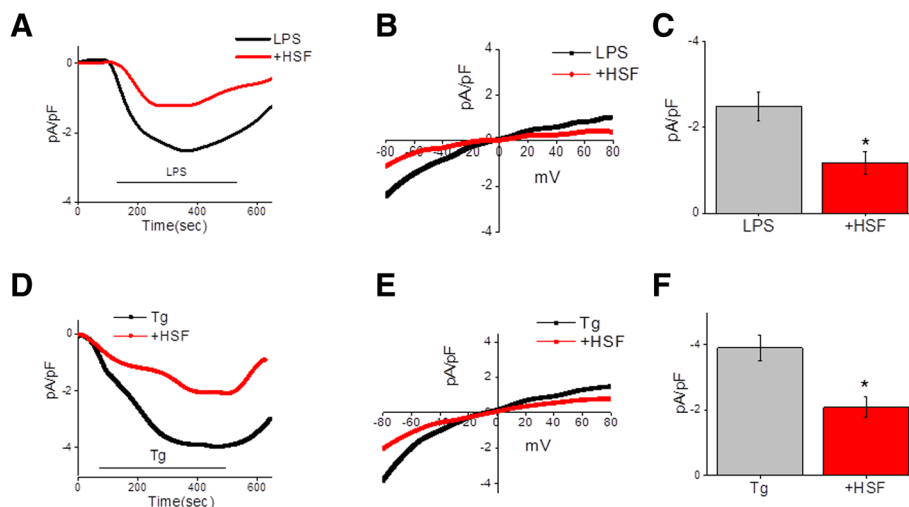 A
LPS
+HSF
0
-2
-4
pA/pF
LPS
0 200 400 600
Time(sec)
B
LPS
+HSF
4
2
-2
-4
pA/pF
-80 -60 -40 -20 0 20 40 60 80
mV
C
-4
-2
0
pA/pF
*
LPS +HSF
D
Tg
+HSF
0
-2
-4
pA/pF
Tg
0 200 400 600
Time(sec)
E
Tg
+HSF
4
2
0
-2
-4
pA/pF
-80 -60 -40 -20 0 20 40 60 80
mV
F
-4
-2
0
pA/pF
*
Tg +HSF